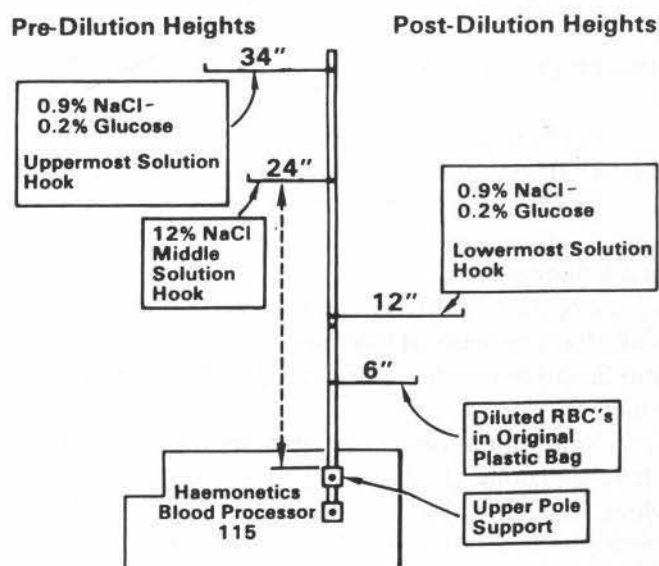 Pre-Dilution Heights
Post-Dilution Heights
34"
0.9% NaCl-
0.2% Glucose
Uppermost Solution
Hook
24"
12% NaCl
Middle
Solution
Hook
0.9% NaCl-
0.2% Glucose
Lowermost Solution
Hook
12"
6"
Diluted RBC's
in Original
Plastic Bag
Haemonetics
Blood Processor
115
Upper Pole
Support